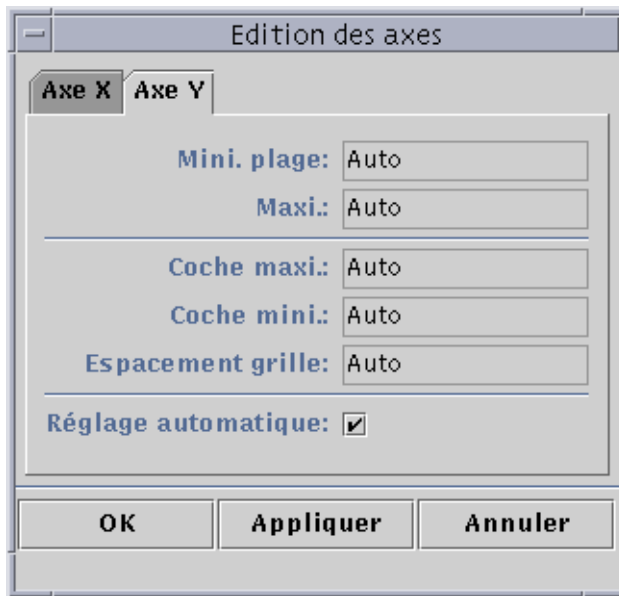 Edition des axes
Axe X Axe Y
Mini. plage: Auto
Maxi.: Auto
Coche maxi.: Auto
Coche mini.: Auto
Espacement grille: Auto
Réglage automatique:
OK Appliquer Annuler